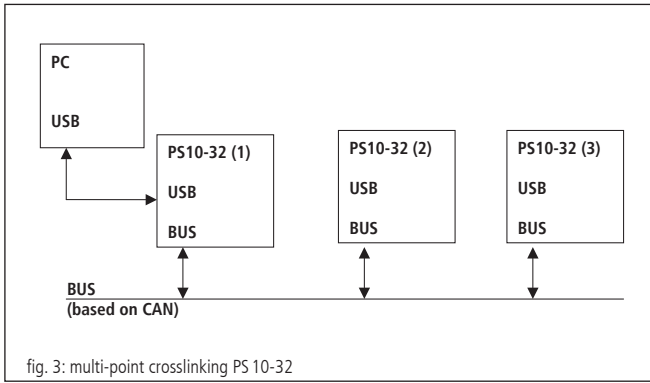 PC
USB
PS10-32 (1)
USB
BUS
PS10-32 (2)
USB
BUS
PS10-32 (3)
USB
BUS
BUS
(based on CAN)
fig. 3: multi-point crosslinking PS 10-32